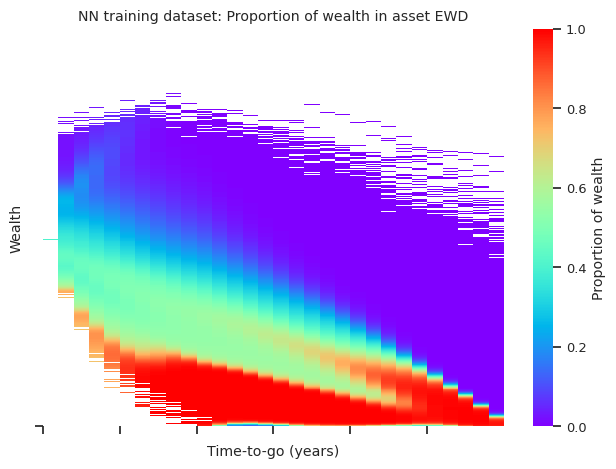 NN training dataset: Proportion of wealth in asset EWD
Wealth
Time-to-go (years)
1.0
0.8
0.6
0.4
0.2
0.0
Proportion of wealth